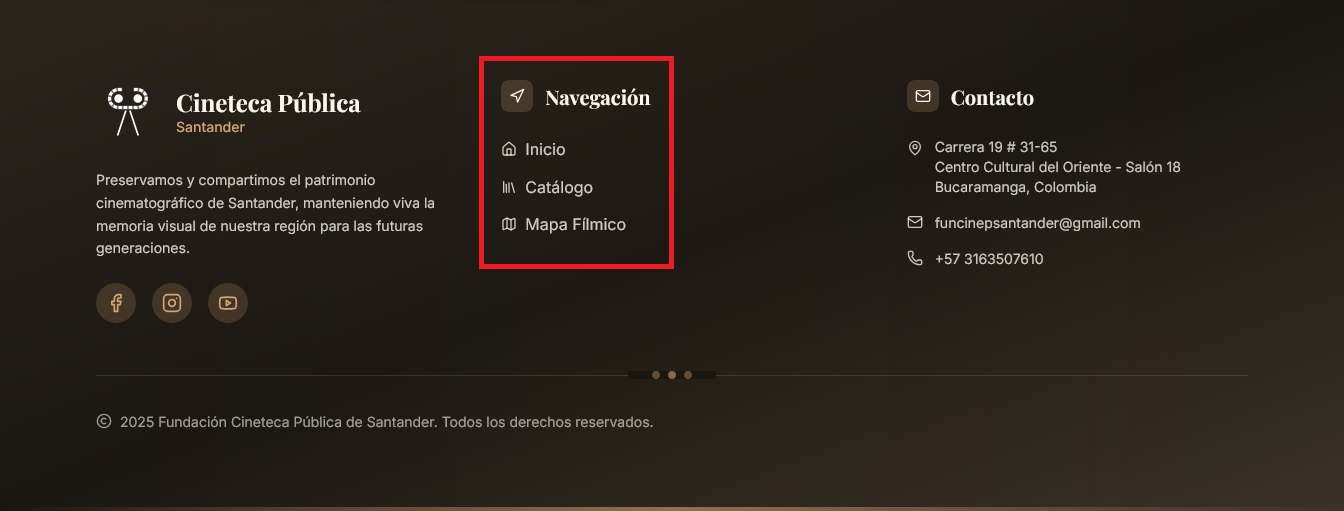 Cineteca Pública
Santander
Preservamos y compartimos el patrimonio
cinematográfico de Santander, manteniendo viva la
memoria visual de nuestra región para las futuras
generaciones.
Navegación
Inicio
Catálogo
Mapa Fílmico
Contacto
Carrera 19 # 31-65
Centro Cultural del Oriente - Salón 18
Bucaramanga, Colombia
funcinepsantander@gmail.com
+57 3163507610
© 2025 Fundación Cineteca Pública de Santander. Todos los derechos reservados.